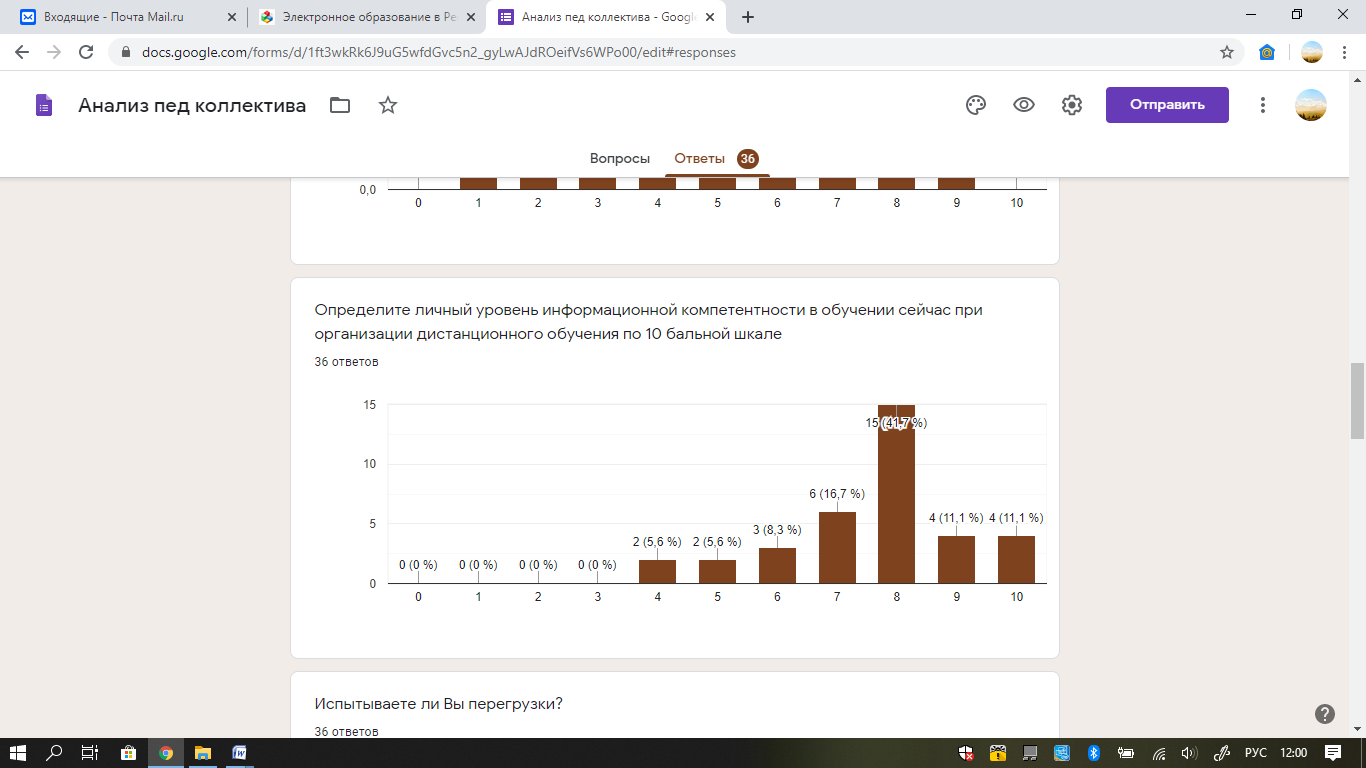 Входящие - Почта Mail.ru
Электронное образование в Ре
Анализ пед коллектива - Google
docs.google.com/forms/d/1ft3wkRk6J9uG5wfdGvc5n2_gyLwAJdROeifVs6WPo00/edit#responses
Анализ пед коллектива
Отправить
Вопросы Ответы 36
0,0
0 1 2 3 4 5 6 7 8 9 10
Определите личный уровень информационной компетентности в обучении сейчас при
организации дистанционного обучения по 10 бальной шкале
36 ответов
15
10
5
0
0 (0 %) 0 (0 %) 0 (0 %) 0 (0 %) 2 (5,6 %) 2 (5,6 %) 3 (8,3 %) 6 (16,7 %) 15 (41,7 %) 4 (11,1 %) 4 (11,1 %)
0 1 2 3 4 5 6 7 8 9 10
Испытываете ли Вы перегрузки?
36 ответов
РУС 12:00